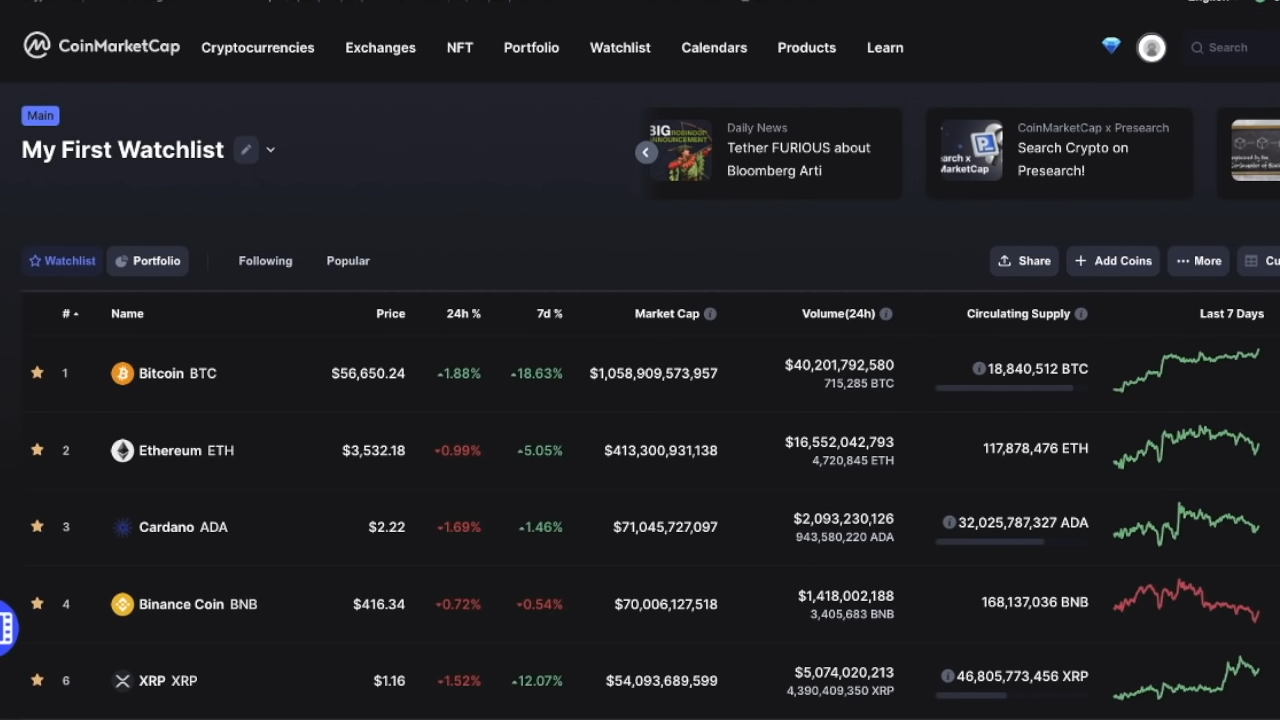 CoinMarketCap Cryptocurrencies Exchanges NFT Portfolio Watchlist Calendars Products Learn Search
Main
My First Watchlist
BIG
ANNOUNCEMENT
Daily News
Tether FURIOUS about
Bloomberg Arti
arch x
MarketCap
CoinMarketCap x Presearch
Search Crypto on
Presearch!
Watchlist Portfolio Following Popular Share + Add Coins ··· More Cu
# Name Price 24h % 7d % Market Cap Volume(24h) Circulating Supply Last 7 Days
1 Bitcoin BTC $56,650.24 1.88% 18.63% $1,058,909,573,957 $40,201,792,580 18,840,512 BTC
715,285 BTC
2 Ethereum ETH $3,532.18 0.99% 5.05% $413,300,931,138 $16,552,042,793 117,878,476 ETH
4,720,845 ETH
3 Cardano ADA $2.22 1.69% 1.46% $71,045,727,097 $2,093,230,126 32,025,787,327 ADA
943,580,220 ADA
4 Binance Coin BNB $416.34 0.72% 0.54% $70,006,127,518 $1,418,002,188 168,137,036 BNB
3,405,683 BNB
6 XRP XRP $1.16 1.52% 12.07% $54,093,689,599 $5,074,020,213 46,805,773,456 XRP
4,390,409,350 XRP